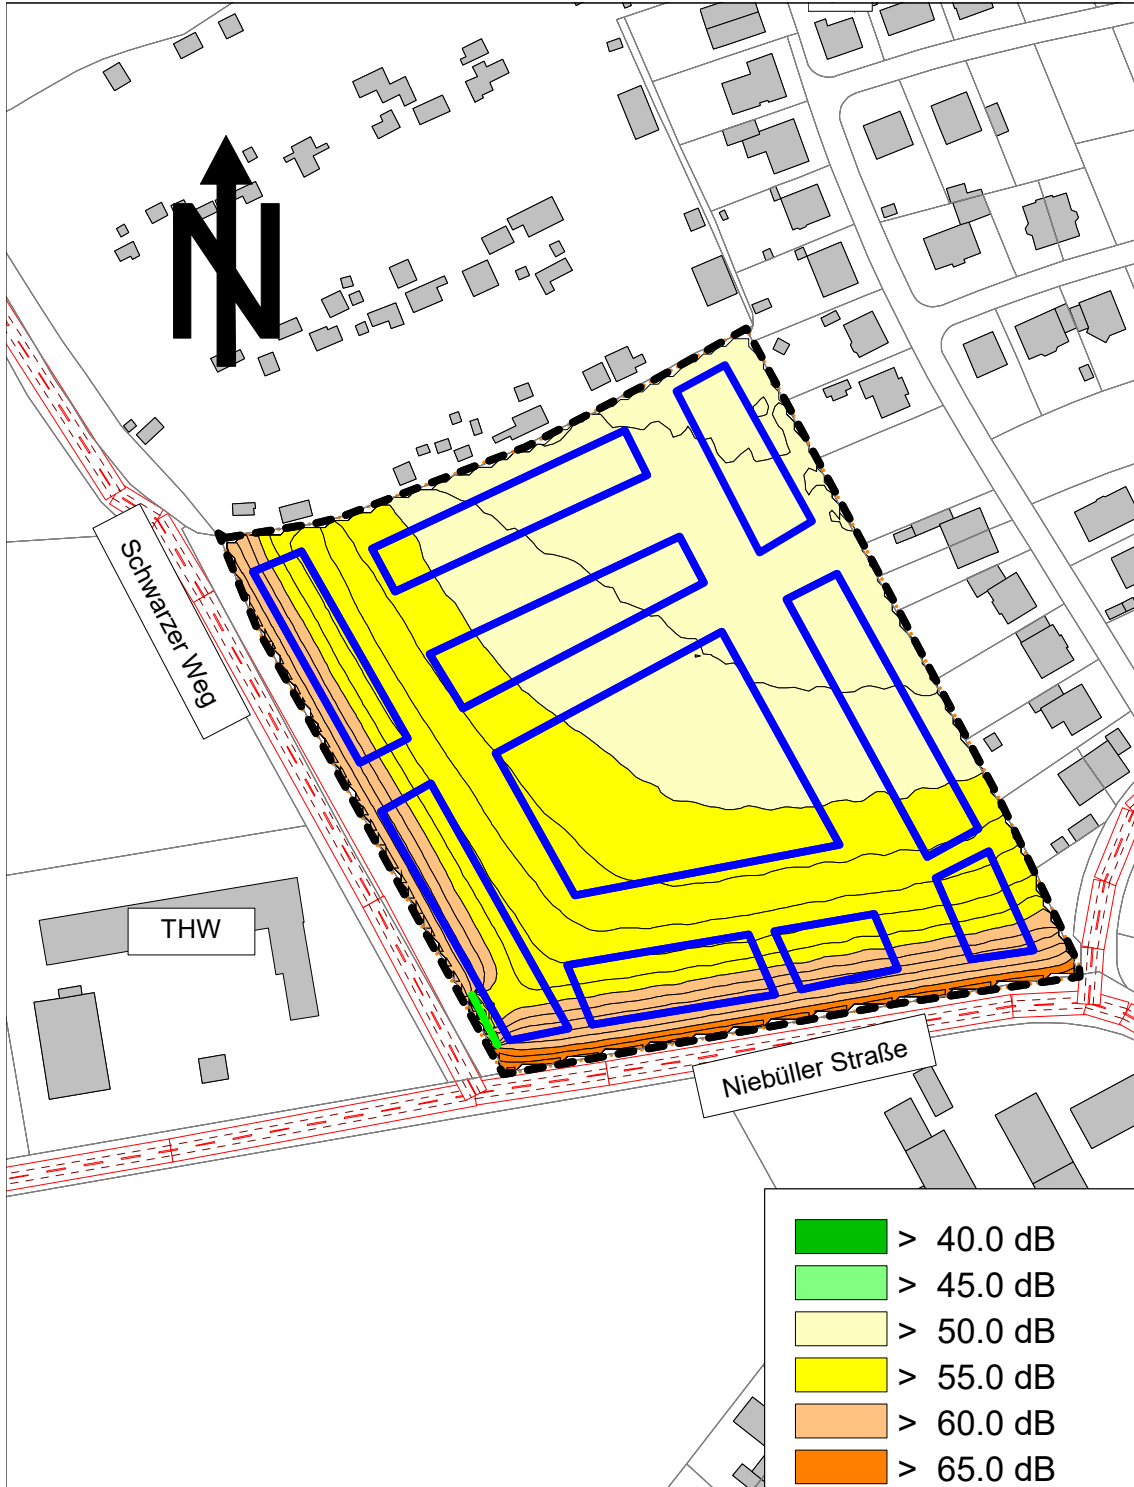 N
Schwarzer Weg
THW
Niebüller Straße
> 40.0 dB
> 45.0 dB
> 50.0 dB
> 55.0 dB
> 60.0 dB
> 65.0 dB